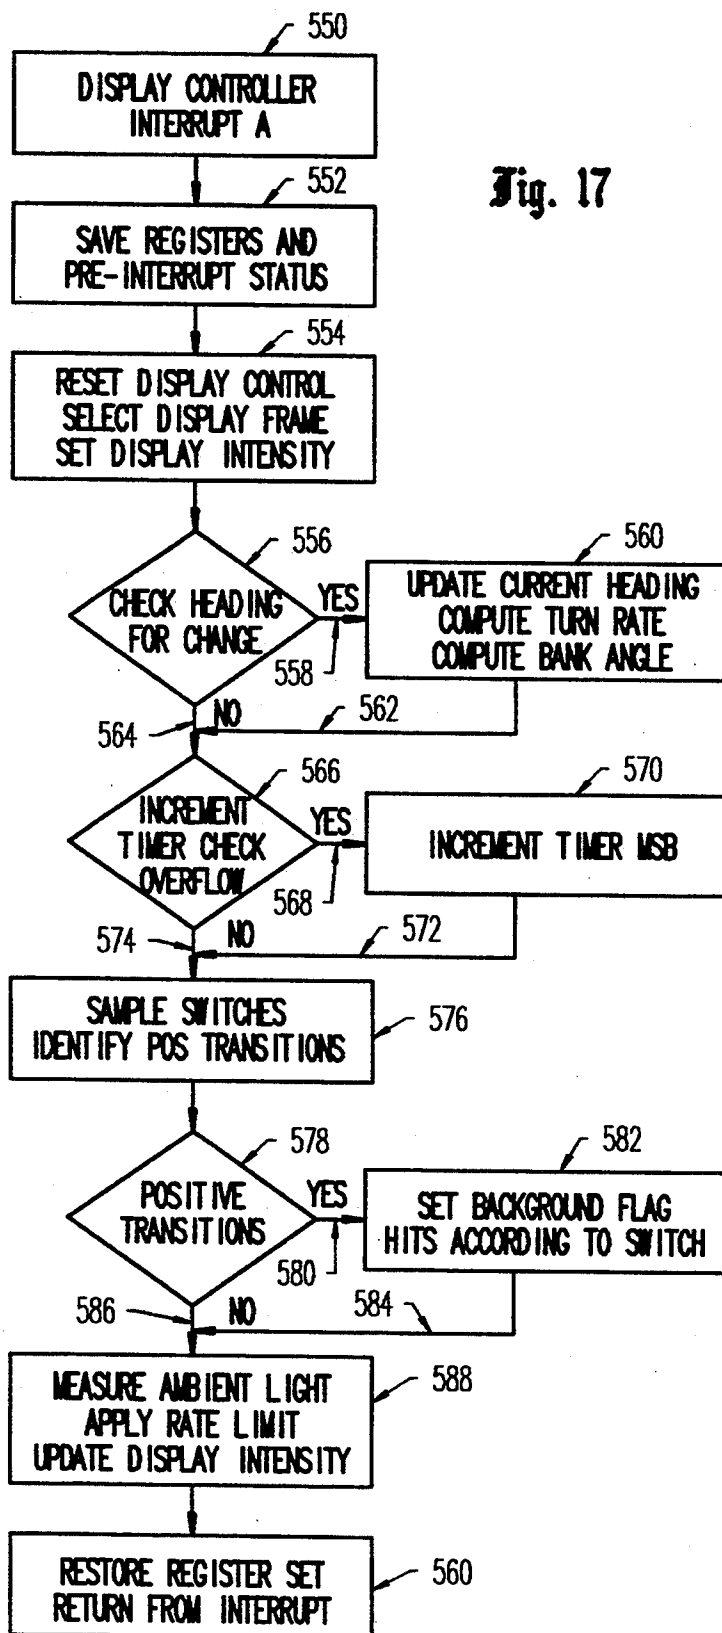 550
DISPLAY CONTROLLER
INTERRUPT A
Fig. 17
552
SAVE REGISTERS AND
PRE-INTERRUPT STATUS
554
RESET DISPLAY CONTROL
SELECT DISPLAY FRAME
SET DISPLAY INTENSITY
556
CHECK HEADING
FOR CHANGE
YES
558
560
UPDATE CURRENT HEADING
COMPUTE TURN RATE
COMPUTE BANK ANGLE
562
564
NO
566
INCREMENT
TIMER CHECK
OVERFLOW
YES
568
570
INCREMENT TIMER MSB
572
574
NO
SAMPLE SWITCHES
IDENTIFY POS TRANSITIONS
576
578
POSITIVE
TRANSITIONS
YES
580
582
SET BACKGROUND FLAG
HITS ACCORDING TO SWITCH
584
586
NO
MEASURE AMBIENT LIGHT
APPLY RATE LIMIT
UPDATE DISPLAY INTENSITY
588
RESTORE REGISTER SET
RETURN FROM INTERRUPT
560